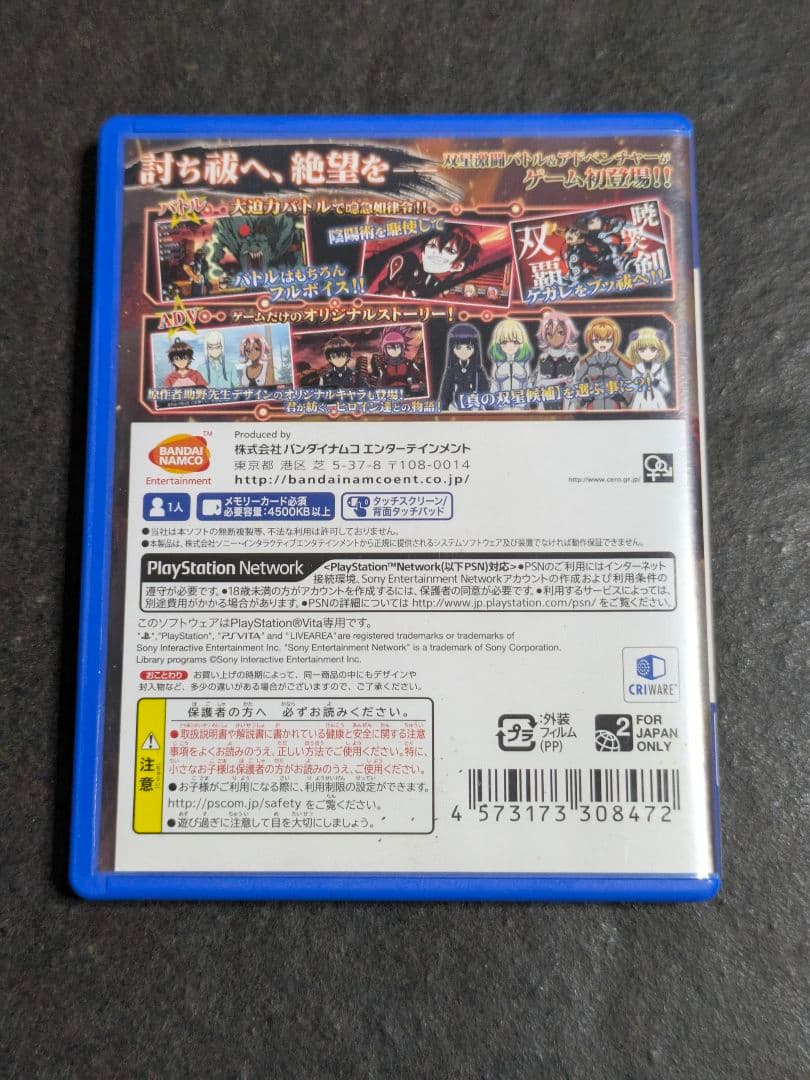 討ち祓へ、絶望を――
双星激闘バトル&アドベンチャーが
ゲーム初登場!!
バトル
大迫力バトルで喼急如律令!!
バトルはもちろん
フルボイス!!
陰陽術を駆使して
双覇
暁ノ哭剣
ケガレをブッ祓へ!!
ADV
ゲームだけのオリジナルストーリー!
原作者 助野先生デザインのオリジナルキャラも登場!
君が紡ぐ、ヒロイン達との物語!
【真の双星候補】を選ぶ事に?!
BANDAI
NAMCO
Entertainment
TM
Produced by
株式会社 バンダイナムコ エンターテインメント
東京都 港区 芝 5-37-8 〒108-0014
http://bandainamcoent.co.jp/
http://www.cero.gr.jp/
1人
メモリーカード必須
必要容量:4500KB以上
タッチスクリーン/
背面タッチパッド
●当社は本ソフトの無断複製等、不法な利用は許可しておりません。
●本製品は、株式会社ソニー・インタラクティブエンタテインメントから正規に提供されるシステムソフトウェア及び装置でなければ動作保証できません。
PlayStation Network
<PlayStation™Network(以下PSN)対応> ●PSNのご利用にはインターネット
接続環境、Sony Entertainment Networkアカウントの作成および利用条件の
遵守が必要です。●18歳未満の方がアカウントを作成するには、保護者の同意が必要です。●利用するサービスによっては、
別途費用がかかる場合があります。●PSNの詳細については http://www.jp.playstation.com/psn/ をご覧ください。
このソフトウェアはPlayStation®Vita専用です。
"PS", "PlayStation", "PSVITA" and "LIVEAREA" are registered trademarks or trademarks of
Sony Interactive Entertainment Inc. "Sony Entertainment Network" is a trademark of Sony Corporation.
Library programs ©Sony Interactive Entertainment Inc.
おことわり お買い上げの時期によって、同一商品の中にもデザインや
封入物など、多少の違いがある場合がございますので、ご了承ください。
CRIWARE™
注意
保護者の方へ 必ずお読みください。
●取扱説明書や解説書に書かれている健康と安全に関する注意
事項をよくお読みのうえ、正しい方法でご使用ください。特に、
小さなお子様は保護者の方がお読みのうえ、ご使用ください。
●お子様がご利用になる際に、利用制限の設定ができます。
http://pscom.jp/safety をご覧ください。
●遊び過ぎに注意して目を大切にしましょう。
プラ
:外装
フィルム
(PP)
2
FOR
JAPAN
ONLY
4 573173 308472